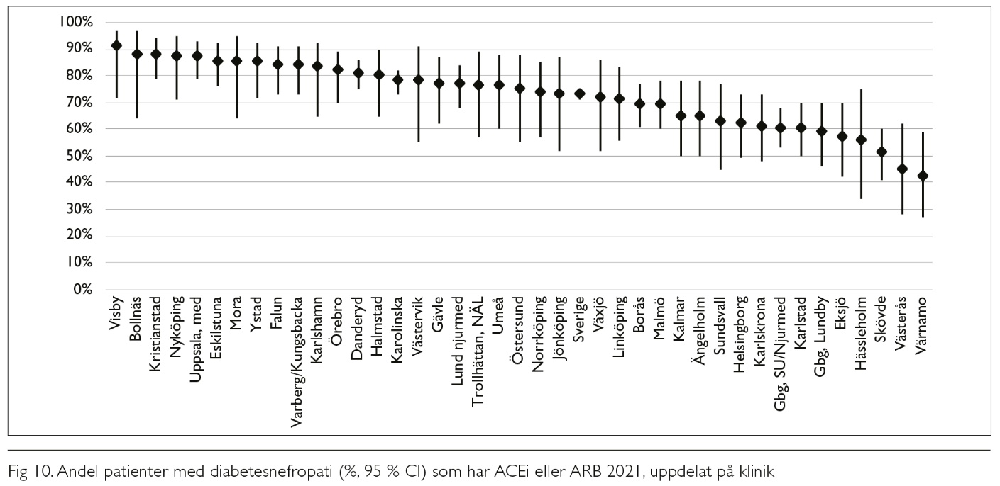 100%
90%
80%
70%
60%
50%
40%
30%
20%
10%
0%
Visby
Bollnäs
Kristianstad
Nyköping
Uppsala, med
Eskilstuna
Mora
Ystad
Falun
Varberg/Kungsbacka
Karlshamn
Örebro
Danderyd
Halmstad
Karolinska
Västervik
Gävle
Lund njurmed
Trollhättan, NÄL
Umeå
Östersund
Norrköping
Jönköping
Sverige
Växjö
Linköping
Borås
Malmö
Kalmar
Ängelholm
Sundsvall
Helsingborg
Karlskrona
Gbg, SU/Njurmed
Karlstad
Gbg, Lundby
Eksjö
Hässleholm
Skövde
Västerås
Värnamo
Fig 10. Andel patienter med diabetesnefropati (%, 95 % CI) som har ACEi eller ARB 2021, uppdelat på klinik